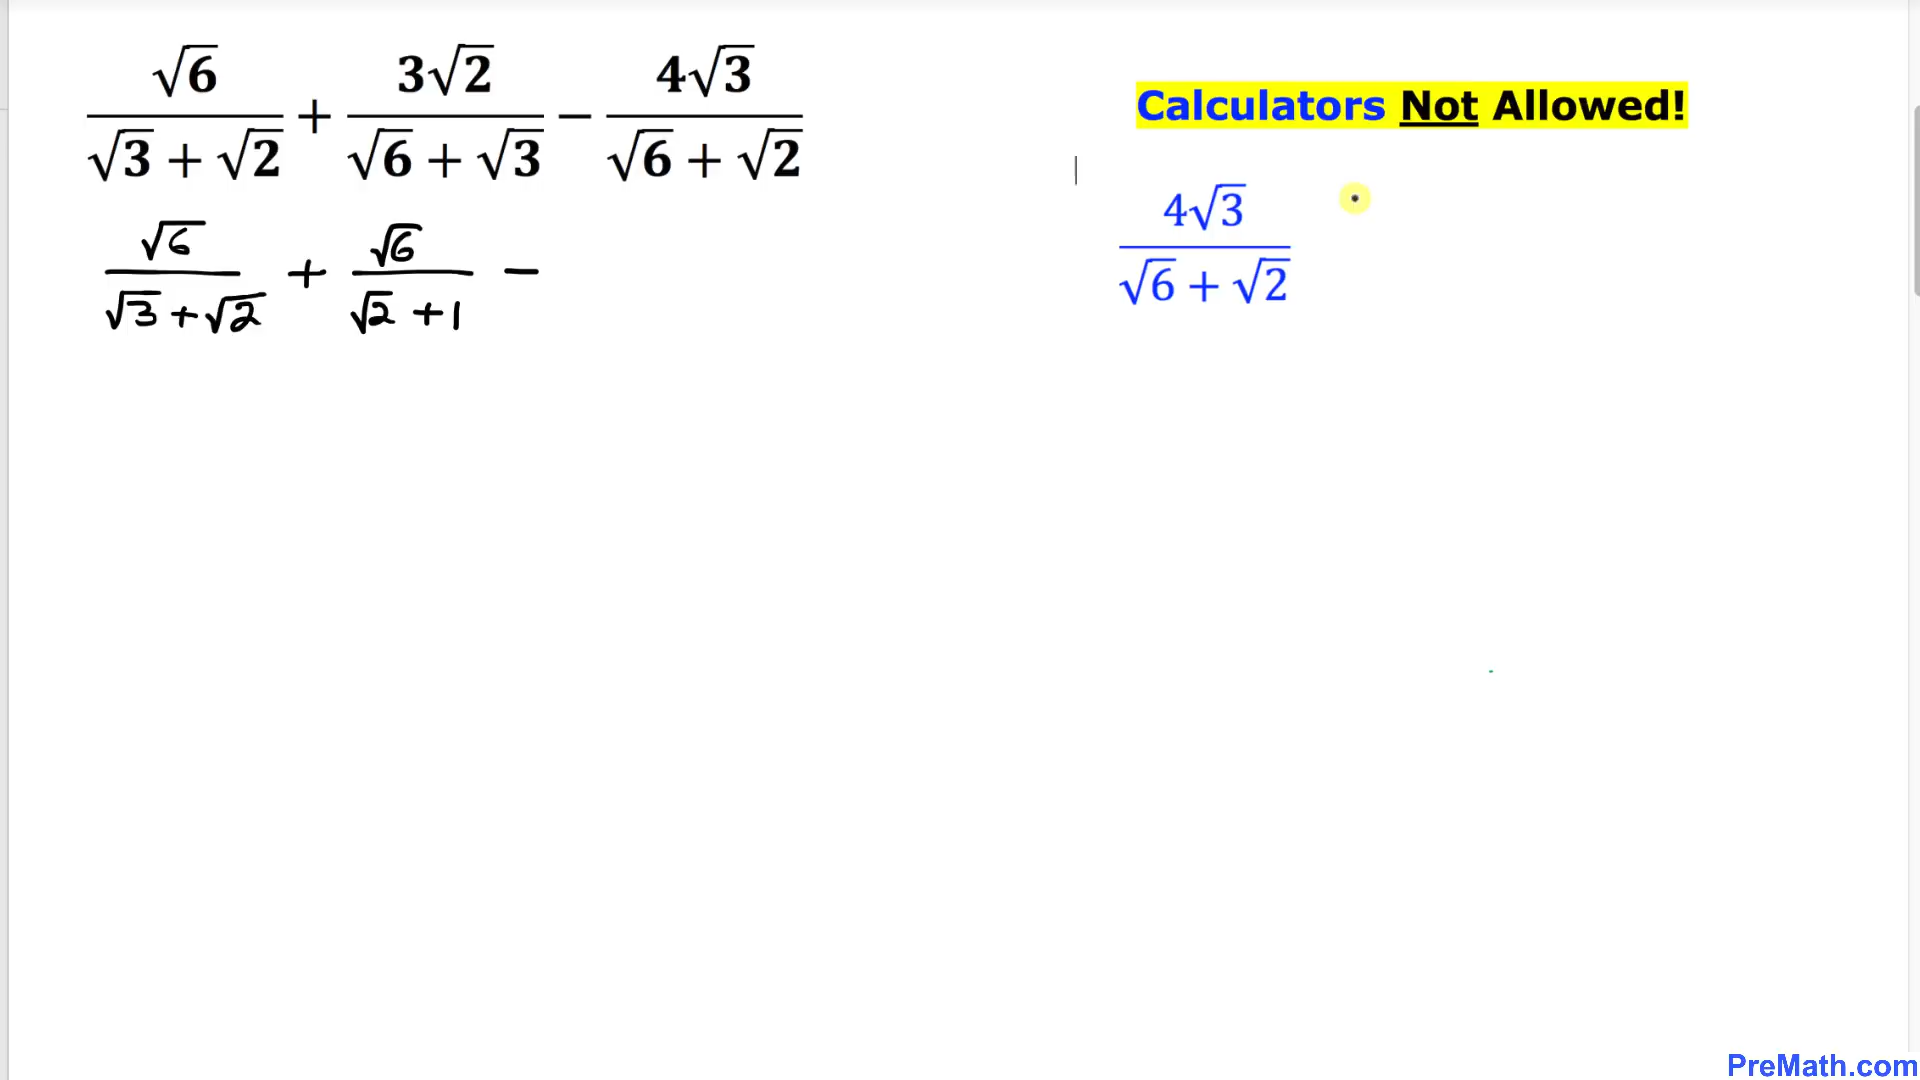 √6/(√3 + √2) + 3√2/(√6 + √3) − 4√3/(√6 + √2)
√6/(√3 + √2) + √6/(√2 + 1) −
Calculators Not Allowed!
4√3/(√6 + √2)
PreMath.com